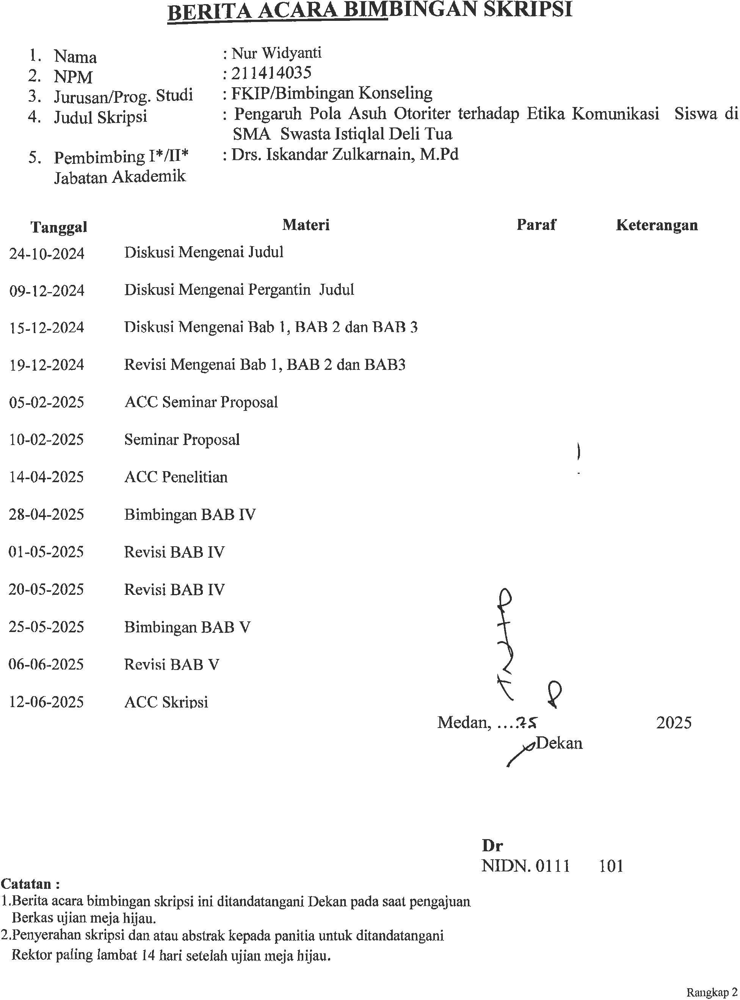 BERITA ACARA BIMBINGAN SKRIPSI
1. Nama : Nur Widyanti
2. NPM : 211414035
3. Jurusan/Prog. Studi : FKIP/Bimbingan Konseling
4. Judul Skripsi : Pengaruh Pola Asuh Otoriter terhadap Etika Komunikasi Siswa di
SMA Swasta Istiqlal Deli Tua
5. Pembimbing I*/II* : Drs. Iskandar Zulkarnain, M.Pd
Jabatan Akademik
Tanggal Materi Paraf Keterangan
24-10-2024 Diskusi Mengenai Judul
09-12-2024 Diskusi Mengenai Pergantin Judul
15-12-2024 Diskusi Mengenai Bab 1, BAB 2 dan BAB 3
19-12-2024 Revisi Mengenai Bab 1, BAB 2 dan BAB3
05-02-2025 ACC Seminar Proposal
10-02-2025 Seminar Proposal
14-04-2025 ACC Penelitian
28-04-2025 Bimbingan BAB IV
01-05-2025 Revisi BAB IV
20-05-2025 Revisi BAB IV
25-05-2025 Bimbingan BAB V
06-06-2025 Revisi BAB V
12-06-2025 ACC Skripsi
Medan, .... 2025
Dekan
Dr
NIDN. 0111 101
Catatan :
1.Berita acara bimbingan skripsi ini ditandatangani Dekan pada saat pengajuan
Berkas ujian meja hijau.
2.Penyerahan skripsi dan atau abstrak kepada panitia untuk ditandatangani
Rektor paling lambat 14 hari setelah ujian meja hijau.
Rangkap 2